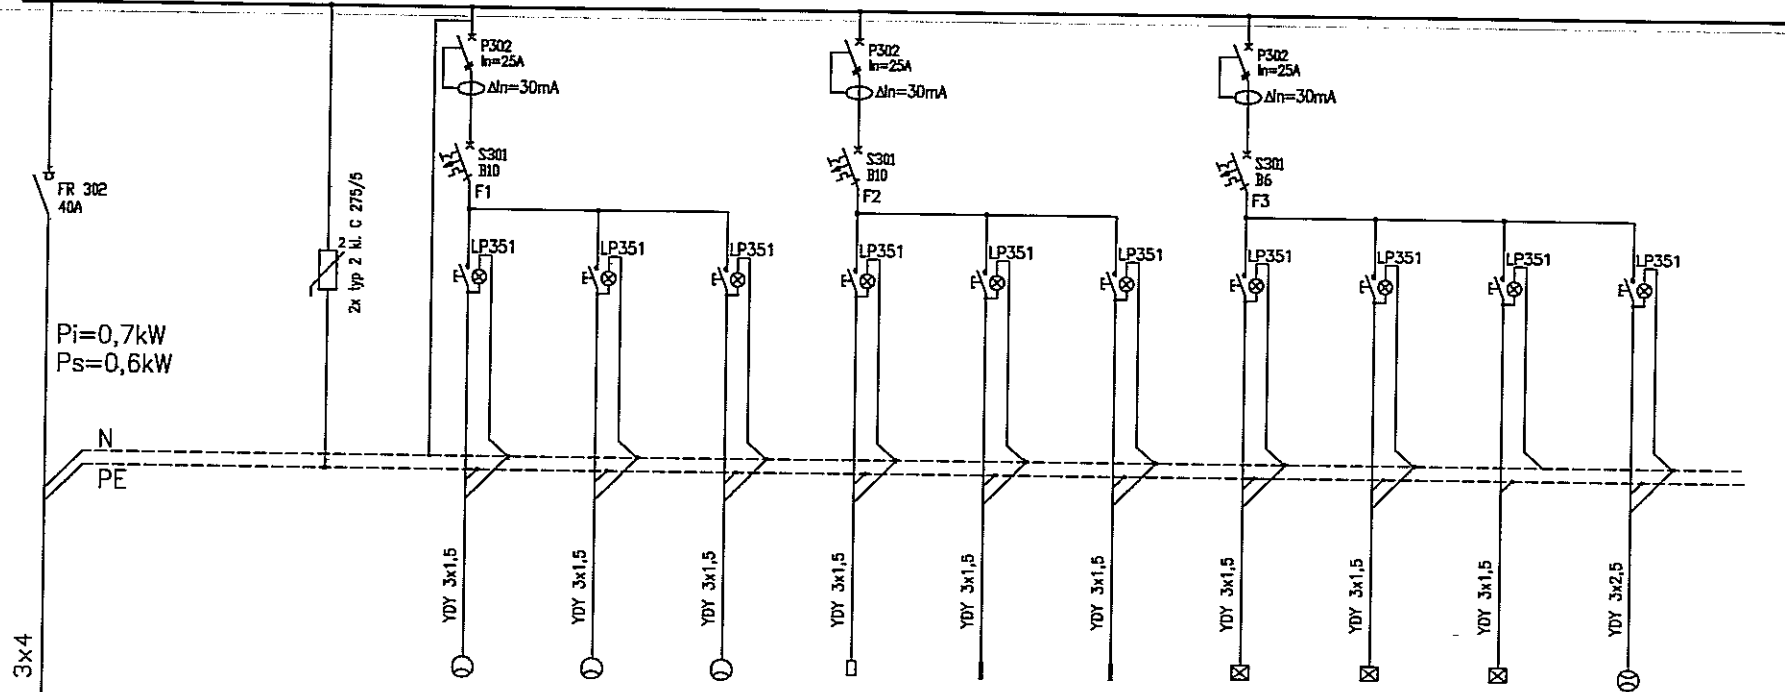 P302
In=25A
ΔIn=30mA
P302
In=25A
ΔIn=30mA
P302
In=25A
ΔIn=30mA
S301
B10
F1
S301
B10
F2
S301
B6
F3
FR 302
40A
2
2x typ 2 kl. C 275/5
LP351
LP351
LP351
LP351
LP351
LP351
LP351
LP351
LP351
LP351
Pi=0,7kW
Ps=0,6kW
N
PE
YDY 3x1,5
YDY 3x1,5
YDY 3x1,5
YDY 3x1,5
YDY 3x1,5
YDY 3x1,5
YDY 3x1,5
YDY 3x1,5
YDY 3x1,5
YDY 3x2,5
3x4